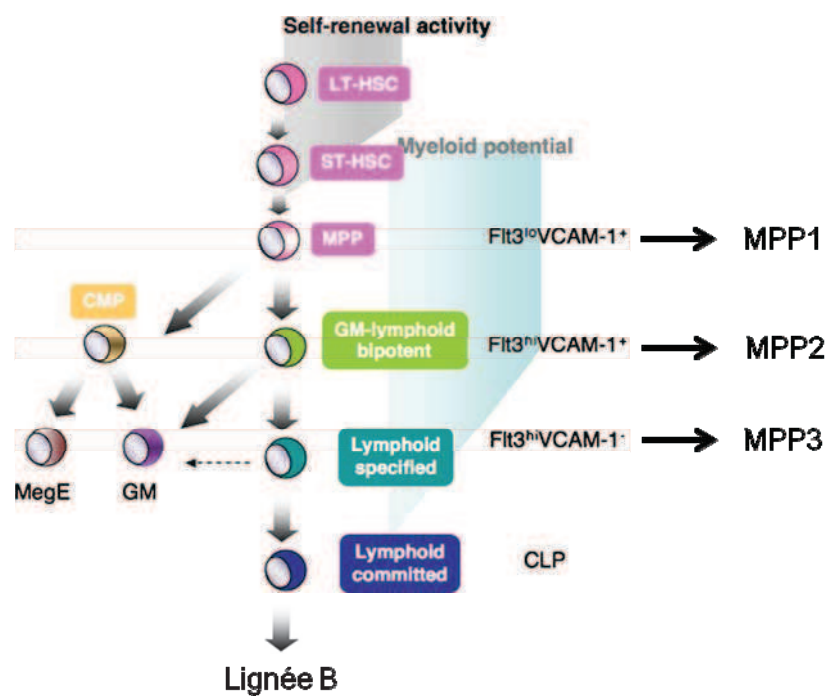 Self-renewal activity
LT-HSC
Myeloid potential
ST-HSC
MPP
Flt3loVCAM-1+
MPP1
CMP
GM-lymphoid
bipotent
Flt3hiVCAM-1+
MPP2
Lymphoid
specified
Flt3hiVCAM-1-
MPP3
MegE
GM
Lymphoid
committed
CLP
Lignée B